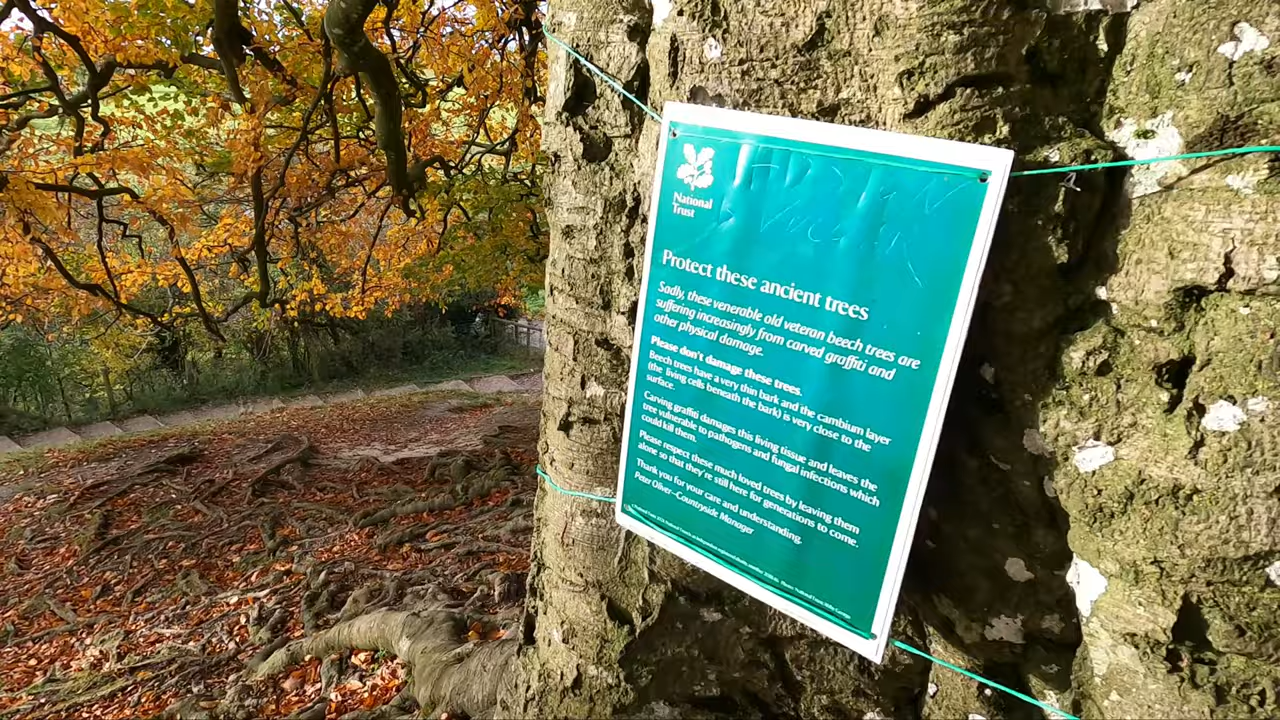 National
Trust
Protect these ancient trees
Sadly, these venerable old veteran beech trees are
suffering increasingly from carved graffiti and
other physical damage.
Please don't damage these trees.
Beech trees have a very thin bark and the cambium layer
(the living cells beneath the bark) is very close to the
surface.
Carving graffiti damages this living tissue and leaves the
tree vulnerable to pathogens and fungal infections which
could kill them.
Please respect these much loved trees by leaving them
alone so that they're still here for generations to come.
Thank you for your care and understanding.
Peter Oliver–Countryside Manager